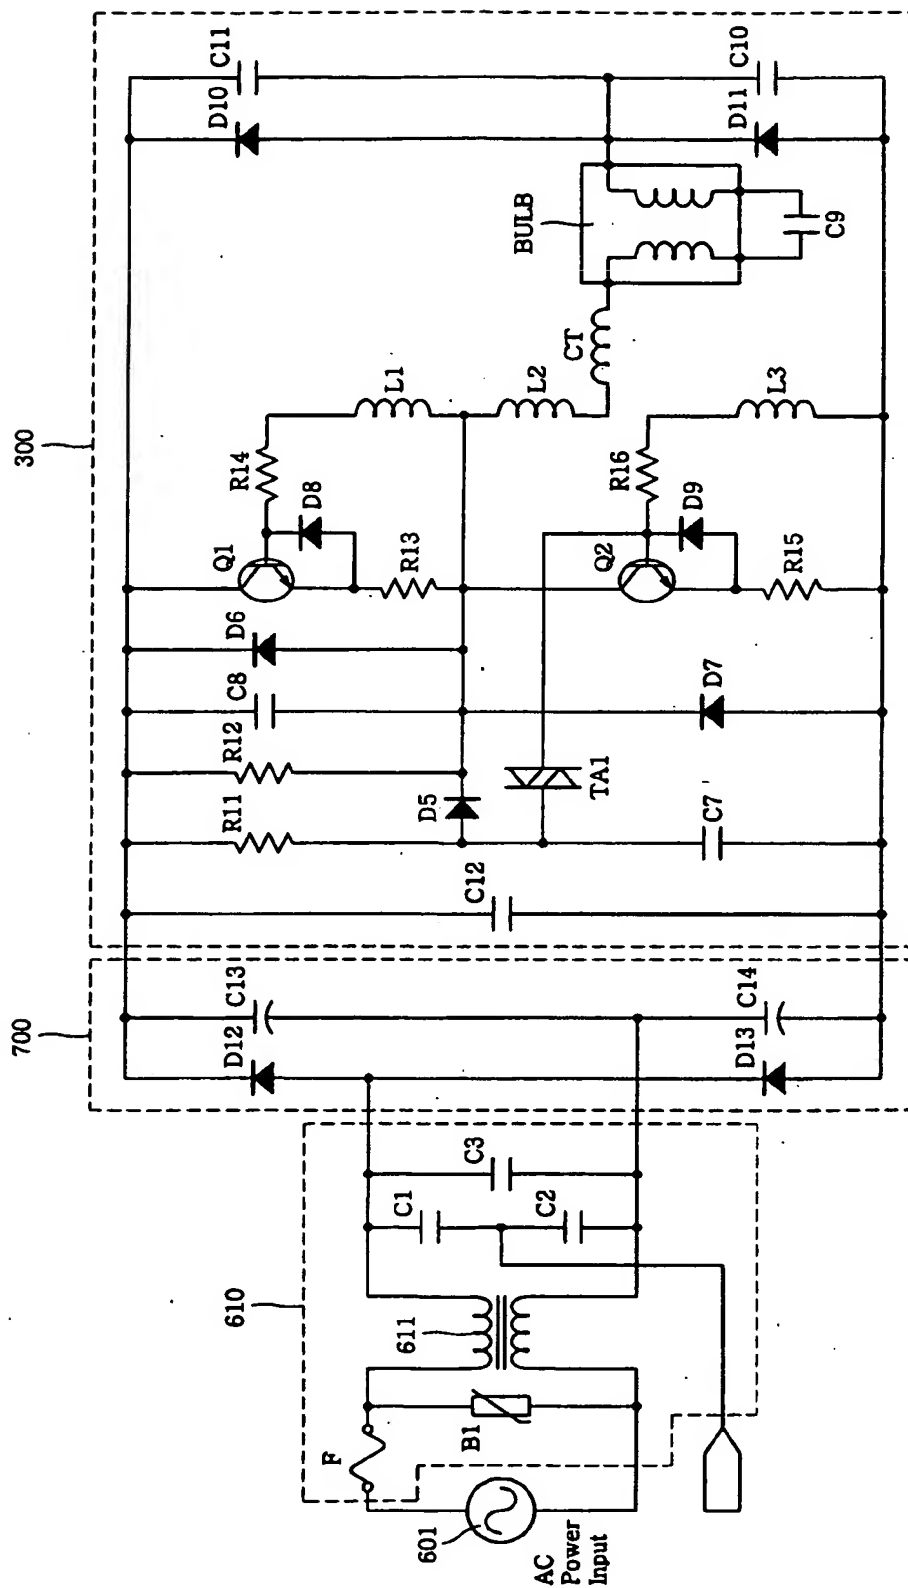 300
C11
D10
C10
D11
BULB
C9
CT
L1
L2
L3
R14
D8
Q1
R13
R16
D9
Q2
R15
D6
C8
D7
R12
R11
D5
TA1
C7
C12
700
C13
D12
C14
D13
610
C3
C1
C2
611
B1
F
601
AC
Power
Input